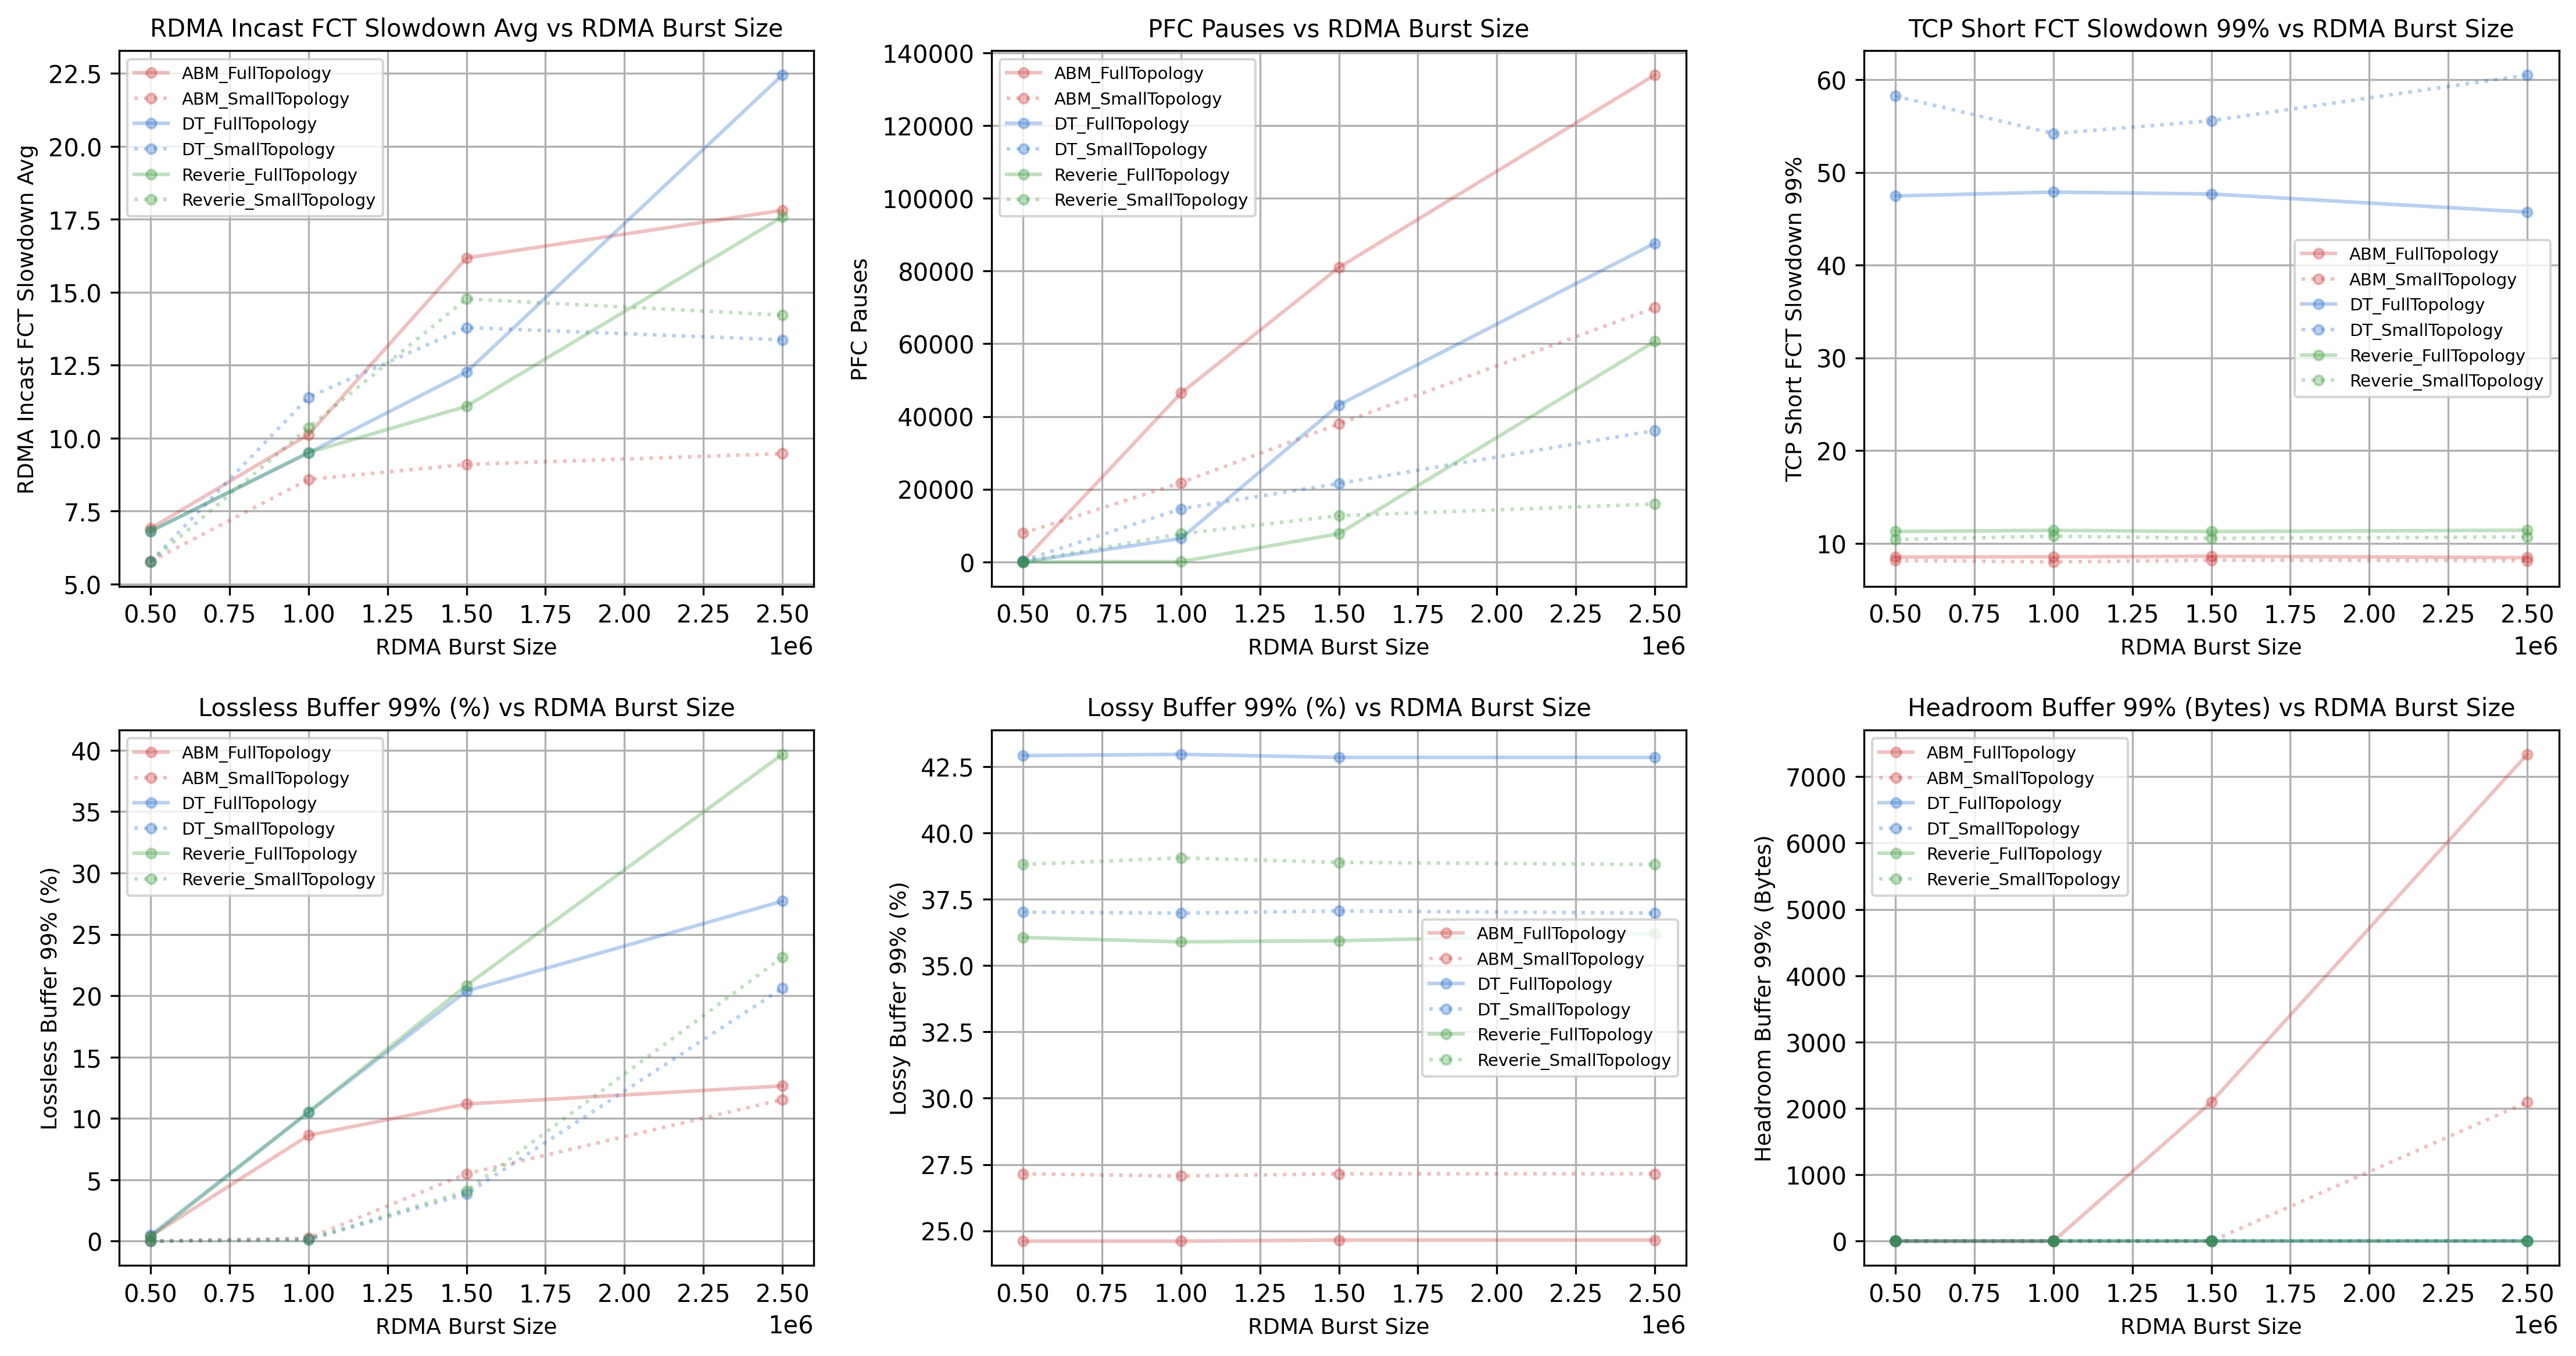 RDMA Incast FCT Slowdown Avg vs RDMA Burst Size
RDMA Incast FCT Slowdown Avg
22.5
20.0
17.5
15.0
12.5
10.0
7.5
5.0
ABM_FullTopology
ABM_SmallTopology
DT_FullTopology
DT_SmallTopology
Reverie_FullTopology
Reverie_SmallTopology
0.50 0.75 1.00 1.25 1.50 1.75 2.00 2.25 2.50
RDMA Burst Size
1e6
PFC Pauses vs RDMA Burst Size
PFC Pauses
140000
120000
100000
80000
60000
40000
20000
0
ABM_FullTopology
ABM_SmallTopology
DT_FullTopology
DT_SmallTopology
Reverie_FullTopology
Reverie_SmallTopology
0.50 0.75 1.00 1.25 1.50 1.75 2.00 2.25 2.50
RDMA Burst Size
1e6
TCP Short FCT Slowdown 99% vs RDMA Burst Size
TCP Short FCT Slowdown 99%
60
50
40
30
20
10
ABM_FullTopology
ABM_SmallTopology
DT_FullTopology
DT_SmallTopology
Reverie_FullTopology
Reverie_SmallTopology
0.50 0.75 1.00 1.25 1.50 1.75 2.00 2.25 2.50
RDMA Burst Size
1e6
Lossless Buffer 99% (%) vs RDMA Burst Size
Lossless Buffer 99% (%)
40
35
30
25
20
15
10
5
0
ABM_FullTopology
ABM_SmallTopology
DT_FullTopology
DT_SmallTopology
Reverie_FullTopology
Reverie_SmallTopology
0.50 0.75 1.00 1.25 1.50 1.75 2.00 2.25 2.50
RDMA Burst Size
1e6
Lossy Buffer 99% (%) vs RDMA Burst Size
Lossy Buffer 99% (%)
42.5
40.0
37.5
35.0
32.5
30.0
27.5
25.0
ABM_FullTopology
ABM_SmallTopology
DT_FullTopology
DT_SmallTopology
Reverie_FullTopology
Reverie_SmallTopology
0.50 0.75 1.00 1.25 1.50 1.75 2.00 2.25 2.50
RDMA Burst Size
1e6
Headroom Buffer 99% (Bytes) vs RDMA Burst Size
Headroom Buffer 99% (Bytes)
7000
6000
5000
4000
3000
2000
1000
0
ABM_FullTopology
ABM_SmallTopology
DT_FullTopology
DT_SmallTopology
Reverie_FullTopology
Reverie_SmallTopology
0.50 0.75 1.00 1.25 1.50 1.75 2.00 2.25 2.50
RDMA Burst Size
1e6